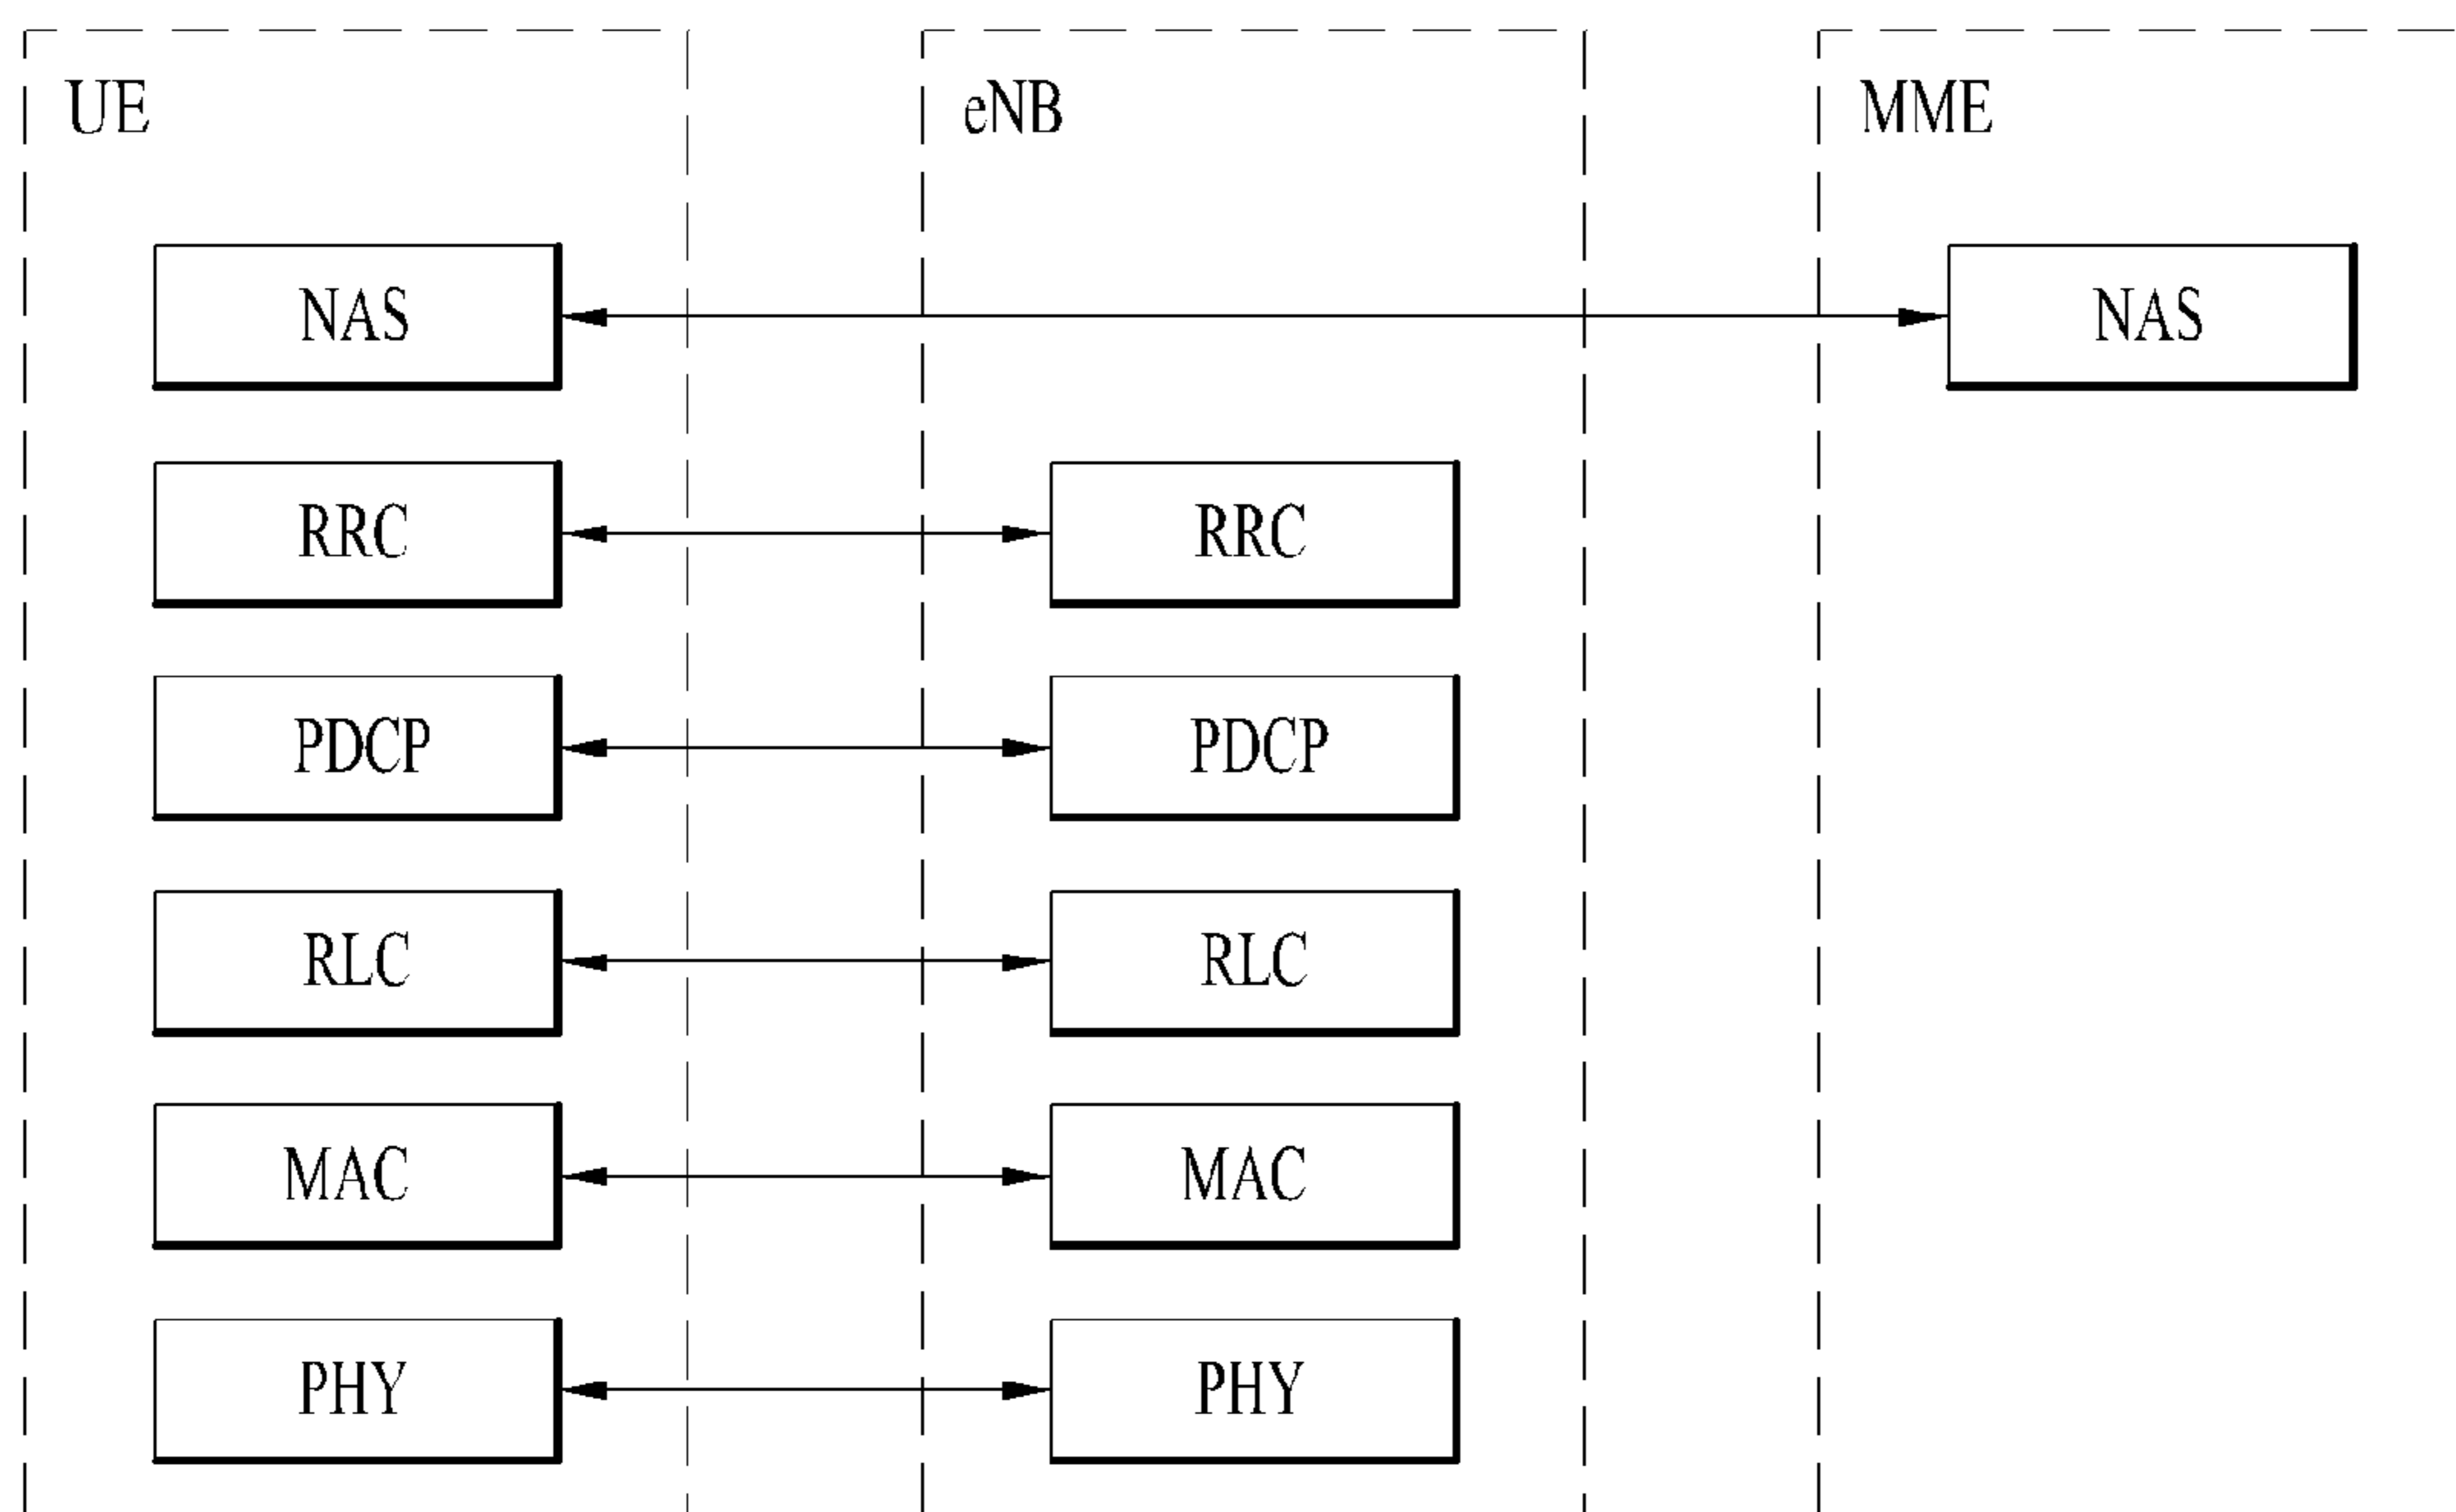 UE eNB MME
NAS NAS
RRC RRC
PDCP PDCP
RLC RLC
MAC MAC
PHY PHY